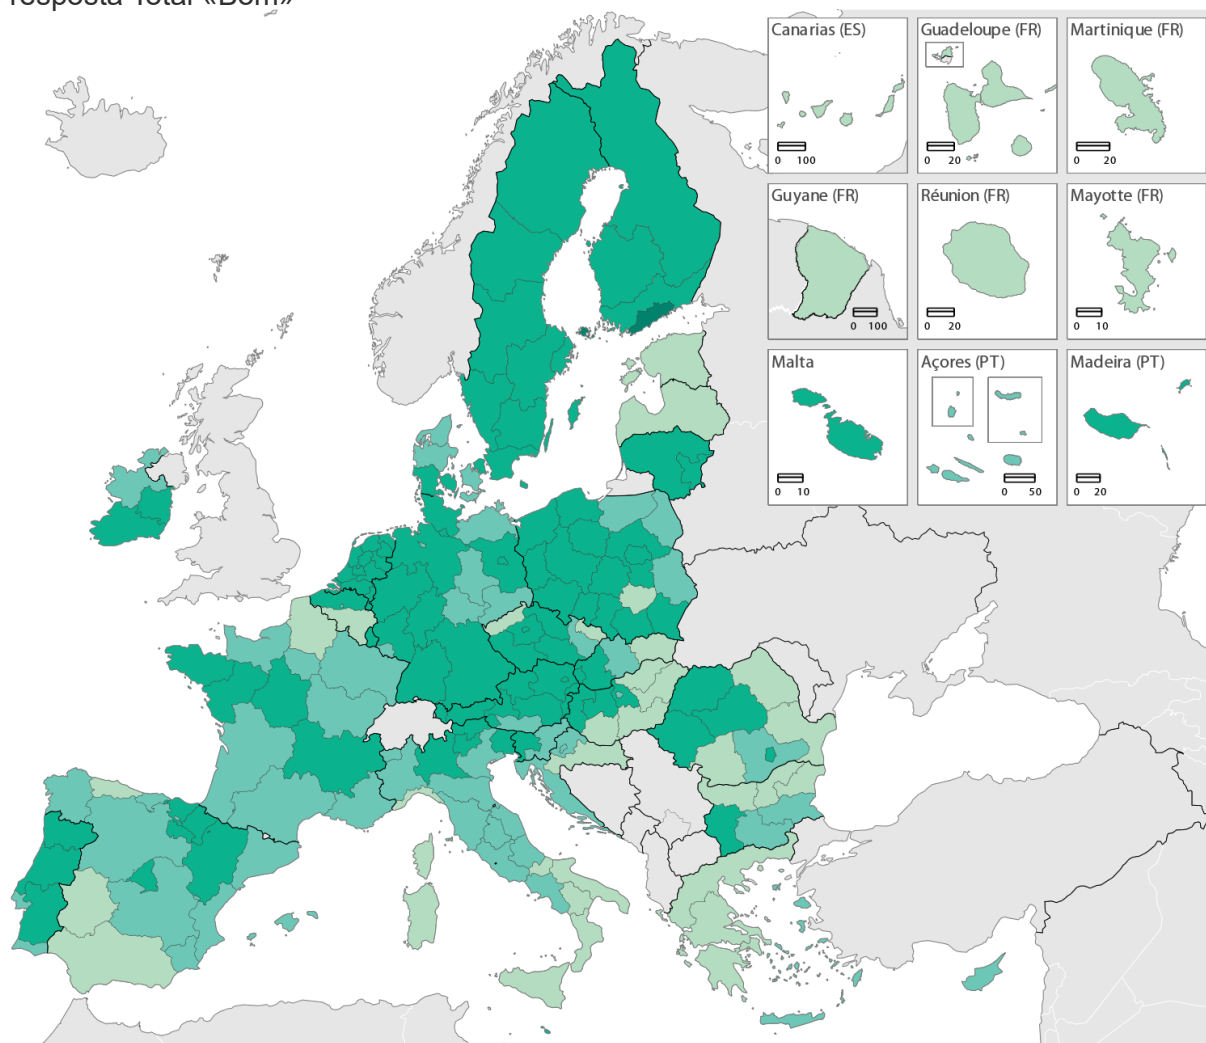 resposta Total «Bom»
Canarias (ES)
0 100
Guadeloupe (FR)
0 20
Martinique (FR)
0 20
Guyane (FR)
0 100
Réunion (FR)
0 20
Mayotte (FR)
0 10
Malta
0 10
Açores (PT)
0 50
Madeira (PT)
0 20